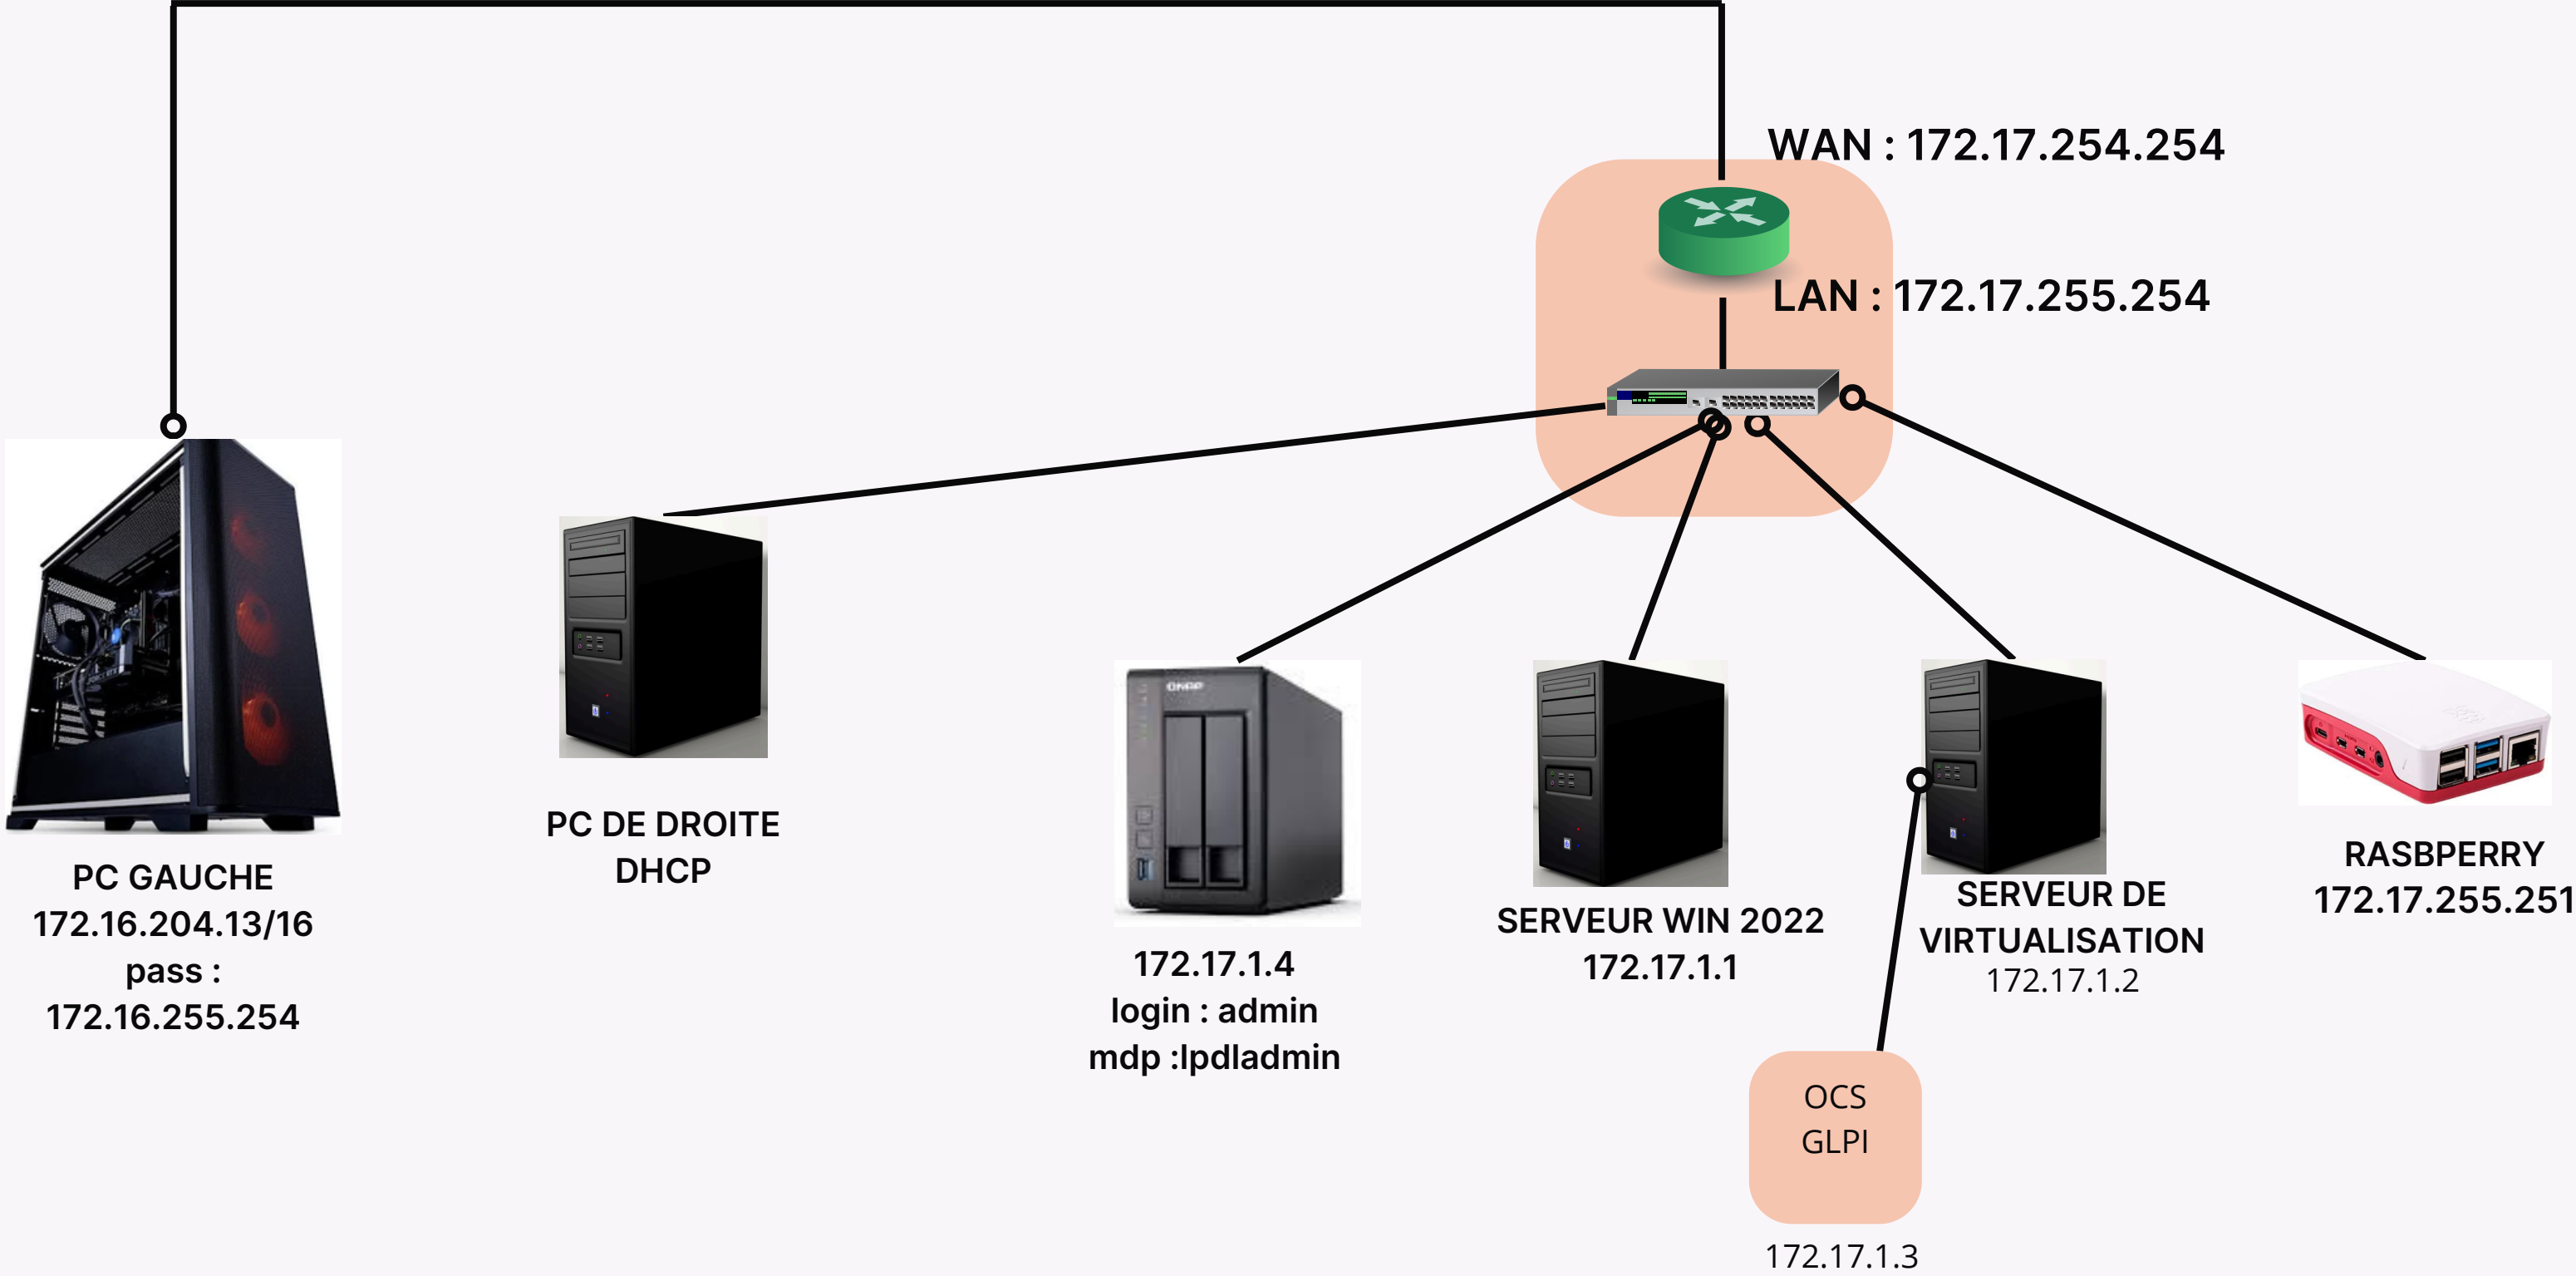 WAN : 172.17.254.254
LAN : 172.17.255.254
PC GAUCHE
172.16.204.13/16
pass :
172.16.255.254
PC DE DROITE
DHCP
QNAP
172.17.1.4
login : admin
mdp :lpdladmin
SERVEUR WIN 2022
172.17.1.1
SERVEUR DE
VIRTUALISATION
172.17.1.2
RASBPERRY
172.17.255.251
OCS
GLPI
172.17.1.3